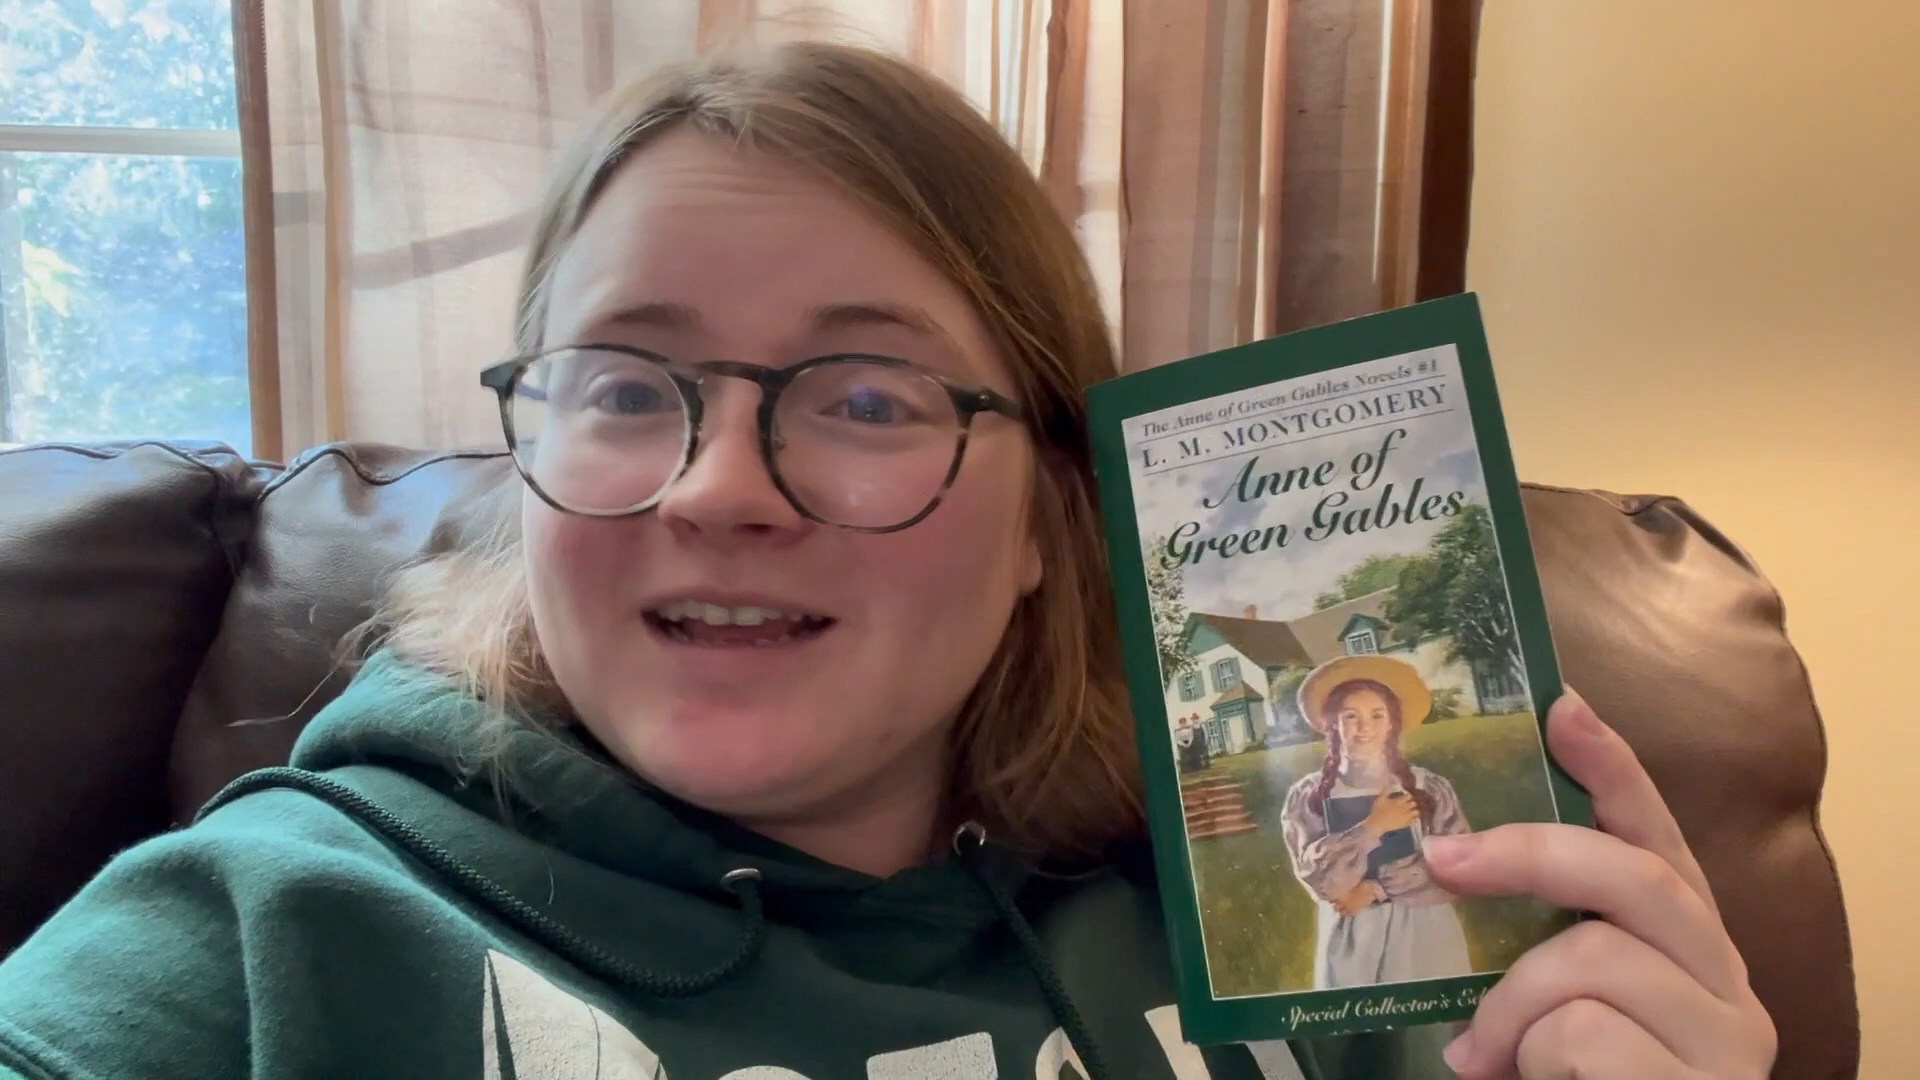 The Anne of Green Gables Novels #1
L. M. MONTGOMERY
Anne of
Green Gables
Special Collector's